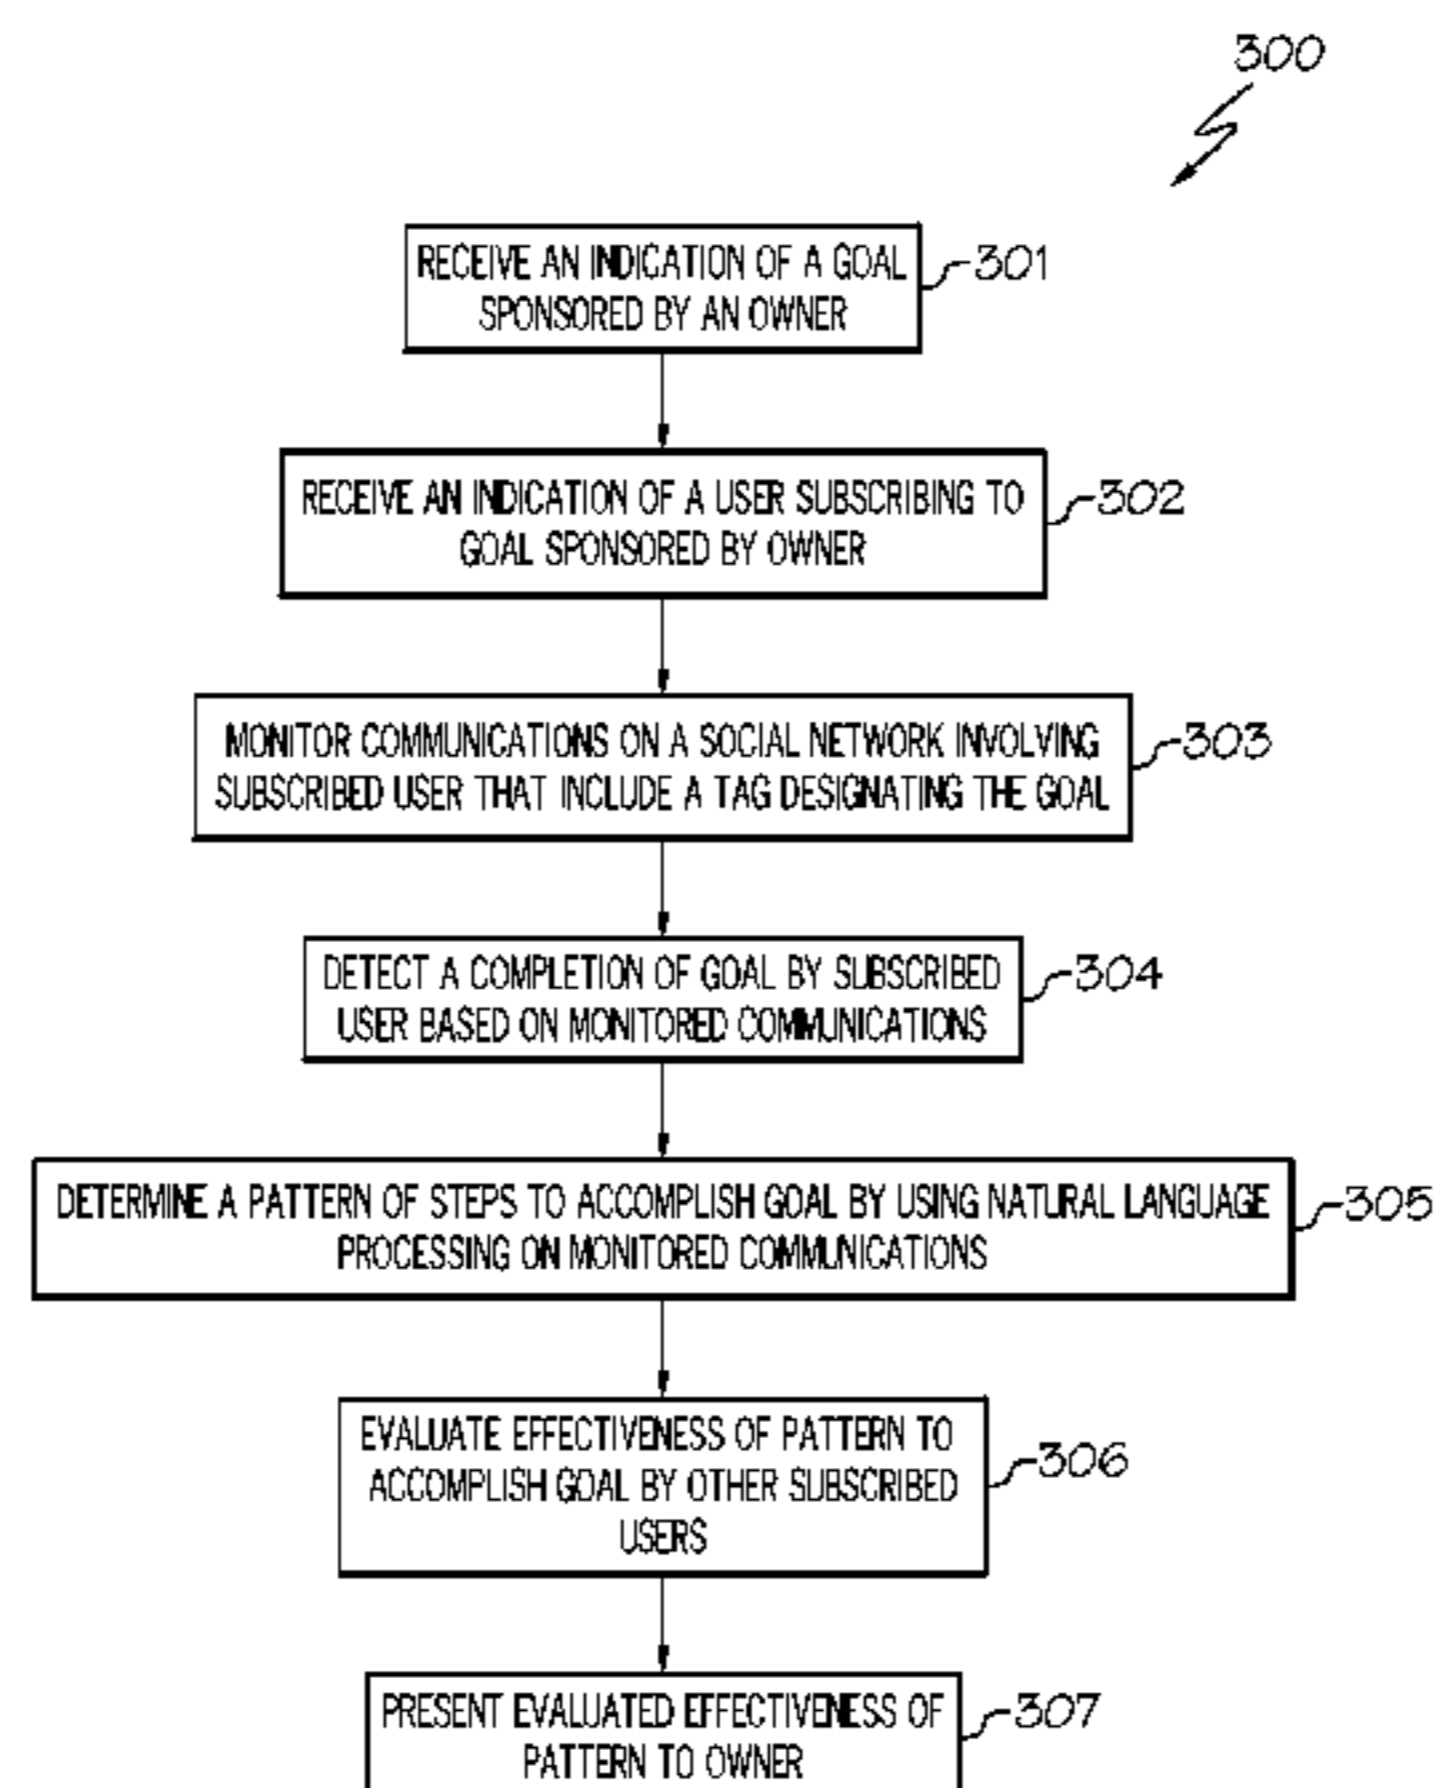 300
RECEIVE AN INDICATION OF A GOAL
SPONSORED BY AN OWNER
301
RECEIVE AN INDICATION OF A USER SUBSCRIBING TO
GOAL SPONSORED BY OWNER
302
MONITOR COMMUNICATIONS ON A SOCIAL NETWORK INVOLVING
SUBSCRIBED USER THAT INCLUDE A TAG DESIGNATING THE GOAL
303
DETECT A COMPLETION OF GOAL BY SUBSCRIBED
USER BASED ON MONITORED COMMUNICATIONS
304
DETERMINE A PATTERN OF STEPS TO ACCOMPLISH GOAL BY USING NATURAL LANGUAGE
PROCESSING ON MONITORED COMMUNICATIONS
305
EVALUATE EFFECTIVENESS OF PATTERN TO
ACCOMPLISH GOAL BY OTHER SUBSCRIBED
USERS
306
PRESENT EVALUATED EFFECTIVENESS OF
PATTERN TO OWNER
307